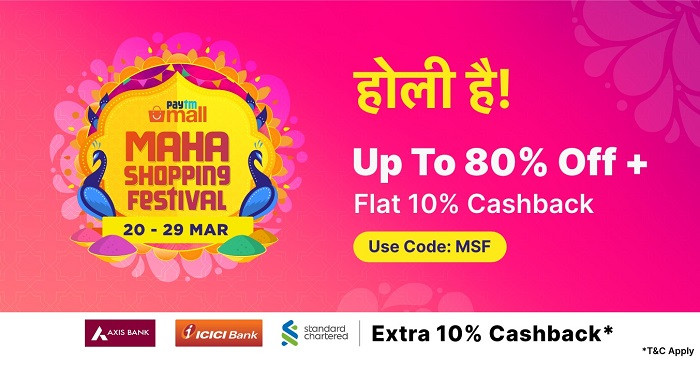 paytm
mall
MAHA
SHOPPING
FESTIVAL
20 - 29 MAR
होली है!
Up To 80% Off +
Flat 10% Cashback
Use Code: MSF
AXIS BANK
ICICI Bank
standard
chartered
Extra 10% Cashback*
*T&C Apply